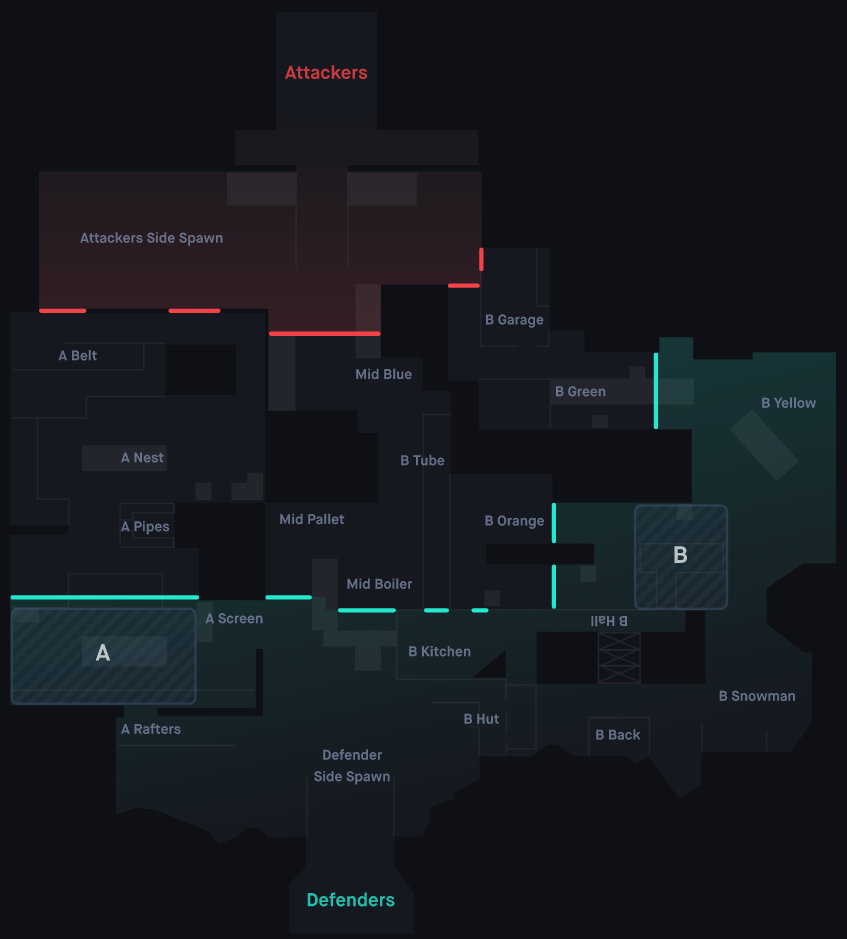 Attackers
Attackers Side Spawn
B Garage
A Belt
Mid Blue
B Green
B Yellow
A Nest
B Tube
A Pipes
Mid Pallet
B Orange
B
Mid Boiler
A Screen
B Hall
A
B Kitchen
B Snowman
A Rafters
B Hut
B Back
Defender
Side Spawn
Defenders